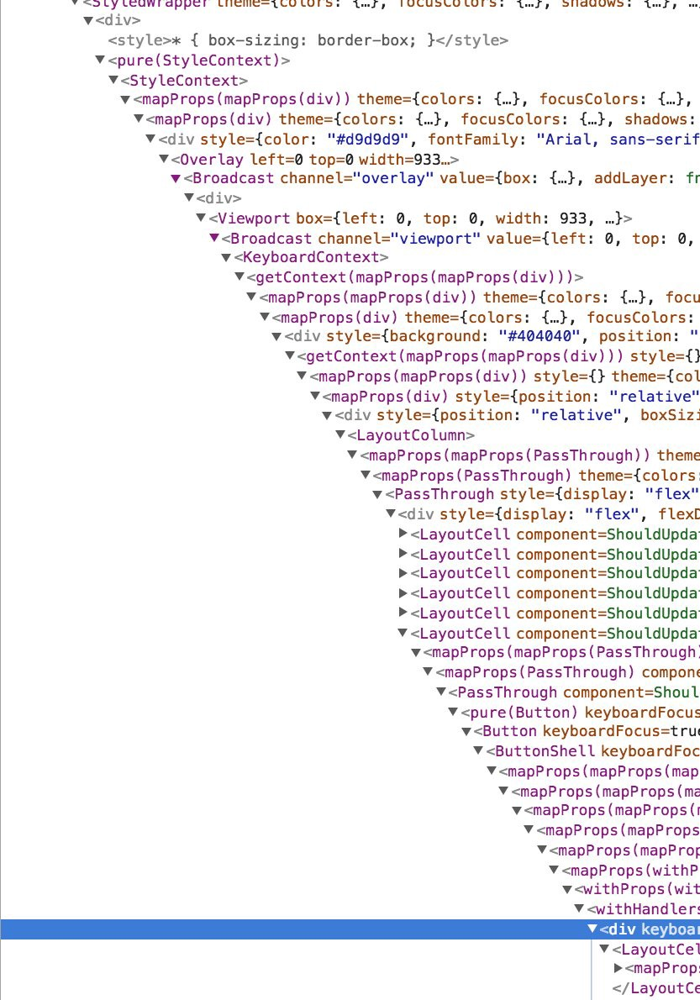 <StyledWrapper theme={colors: {…}, focusColors: {…}, shadows: {…}, …
<div>
<style>* { box-sizing: border-box; }</style>
<pure(StyleContext)>
<StyleContext>
<mapProps(mapProps(div)) theme={colors: {…}, focusColors: {…},
<mapProps(div) theme={colors: {…}, focusColors: {…}, shadows:
<div style={color: "#d9d9d9", fontFamily: "Arial, sans-serif
<Overlay left=0 top=0 width=933…>
<Broadcast channel="overlay" value={box: {…}, addLayer: fn
<div>
<Viewport box={left: 0, top: 0, width: 933, …}>
<Broadcast channel="viewport" value={left: 0, top: 0,
<KeyboardContext>
<getContext(mapProps(mapProps(div)))>
<mapProps(mapProps(div)) theme={colors: {…}, focu
<mapProps(div) theme={colors: {…}, focusColors:
<div style={background: "#404040", position: "
<getContext(mapProps(mapProps(div))) style={}
<mapProps(mapProps(div)) style={} theme={col
<mapProps(div) style={position: "relative"
<div style={position: "relative", boxSizi
<LayoutColumn>
<mapProps(mapProps(PassThrough)) theme
<mapProps(PassThrough) theme={colors:
<PassThrough style={display: "flex"
<div style={display: "flex", flexD
<LayoutCell component=ShouldUpdat
<LayoutCell component=ShouldUpdat
<LayoutCell component=ShouldUpdat
<LayoutCell component=ShouldUpdat
<LayoutCell component=ShouldUpdat
<LayoutCell component=ShouldUpdat
<mapProps(mapProps(PassThrough)
<mapProps(PassThrough) compone
<PassThrough component=Shoul
<pure(Button) keyboardFocus
<Button keyboardFocus=true
<ButtonShell keyboardFoc
<mapProps(mapProps(map
<mapProps(mapProps(ma
<mapProps(mapProps(m
<mapProps(mapProps
<mapProps(mapProp
<mapProps(withP
<withProps(wit
<withHandlers
<div keyboar
<LayoutCel
<mapProps
</LayoutCe